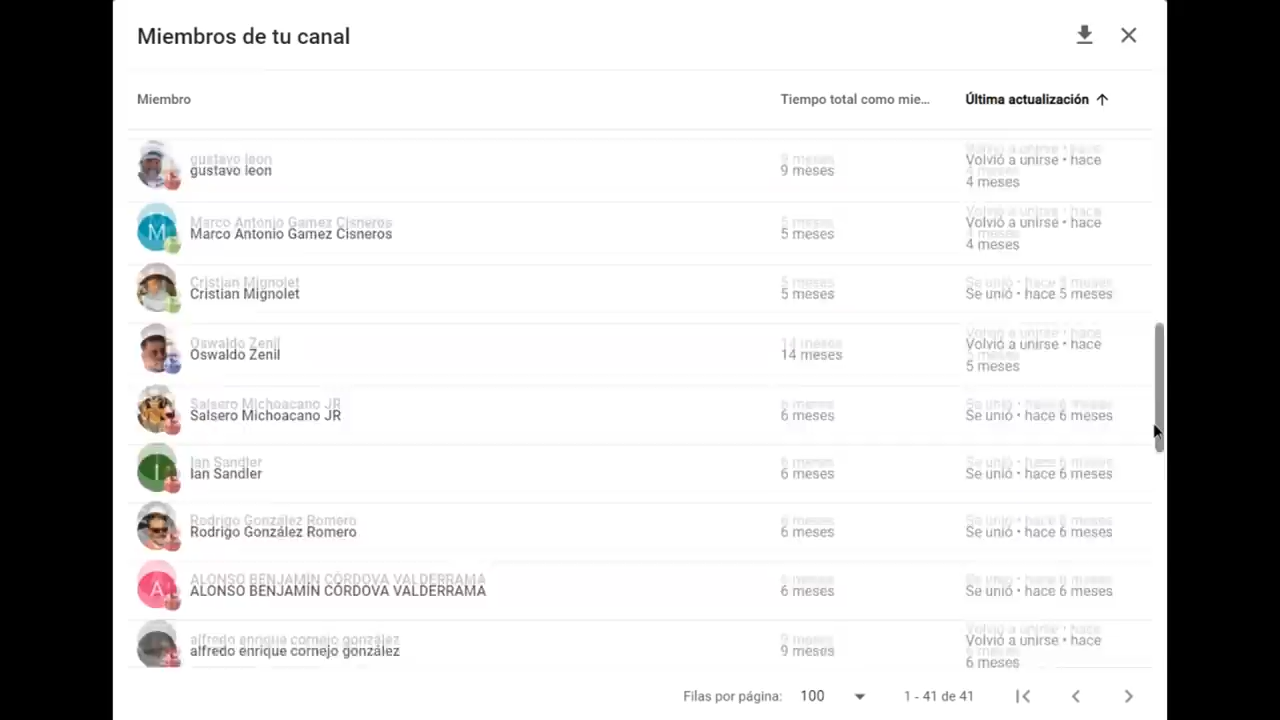 Miembros de tu canal
Miembro Tiempo total como mie... Última actualización
gustavo leon 9 meses Volvió a unirse • hace
4 meses
M Marco Antonio Gamez Cisneros 5 meses Volvió a unirse • hace
4 meses
Cristian Mignolet 5 meses Se unió • hace 5 meses
Oswaldo Zenil 14 meses Volvió a unirse • hace
5 meses
Salsero Michoacano JR 6 meses Se unió • hace 6 meses
I Ian Sandler 6 meses Se unió • hace 6 meses
Rodrigo González Romero 6 meses Se unió • hace 6 meses
A ALONSO BENJAMÍN CÓRDOVA VALDERRAMA 6 meses Se unió • hace 6 meses
alfredo enrique cornejo gonzález 9 meses Volvió a unirse • hace
6 meses
Filas por página: 100 1 - 41 de 41